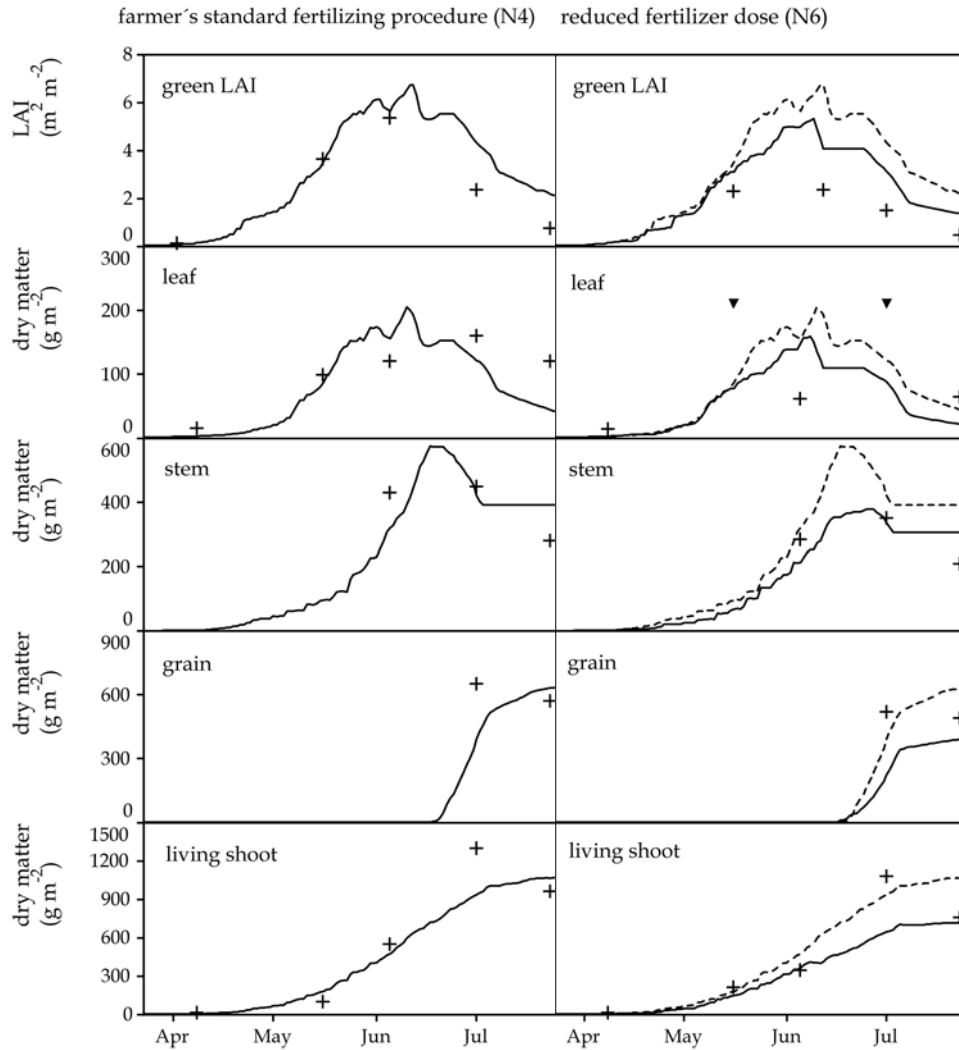 farmer´s standard fertilizing procedure (N4) reduced fertilizer dose (N6)
LAI
(m² m⁻²)
8
6
4
2
0
green LAI
green LAI
dry matter
(g m⁻²)
300
200
100
0
leaf
leaf
dry matter
(g m⁻²)
600
400
200
0
stem
stem
dry matter
(g m⁻²)
900
600
300
0
grain
grain
dry matter
(g m⁻²)
1500
1200
900
600
300
0
living shoot
living shoot
Apr May Jun Jul Apr May Jun Jul